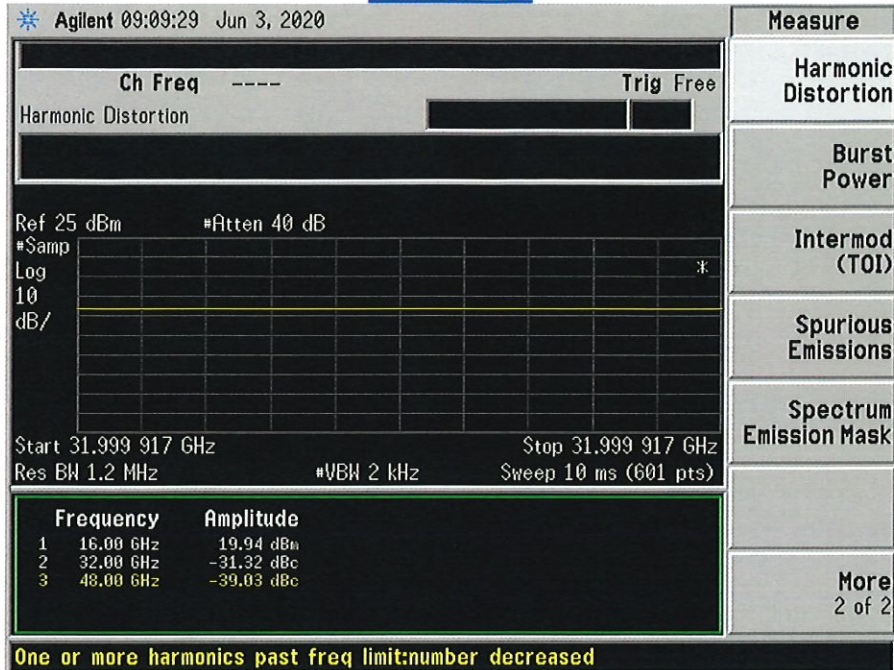 Agilent 09:09:29 Jun 3, 2020
Measure
Ch Freq ---- Trig Free
Harmonic Distortion
Harmonic
Distortion
Burst
Power
Intermod
(TOI)
Spurious
Emissions
Spectrum
Emission Mask
More
2 of 2
Ref 25 dBm #Atten 40 dB
#Samp
Log
10
dB/
*
Start 31.999 917 GHz Stop 31.999 917 GHz
Res BW 1.2 MHz #VBW 2 kHz Sweep 10 ms (601 pts)
Frequency Amplitude
1 16.00 GHz 19.94 dBm
2 32.00 GHz -31.32 dBc
3 48.00 GHz -39.03 dBc
One or more harmonics past freq limit:number decreased